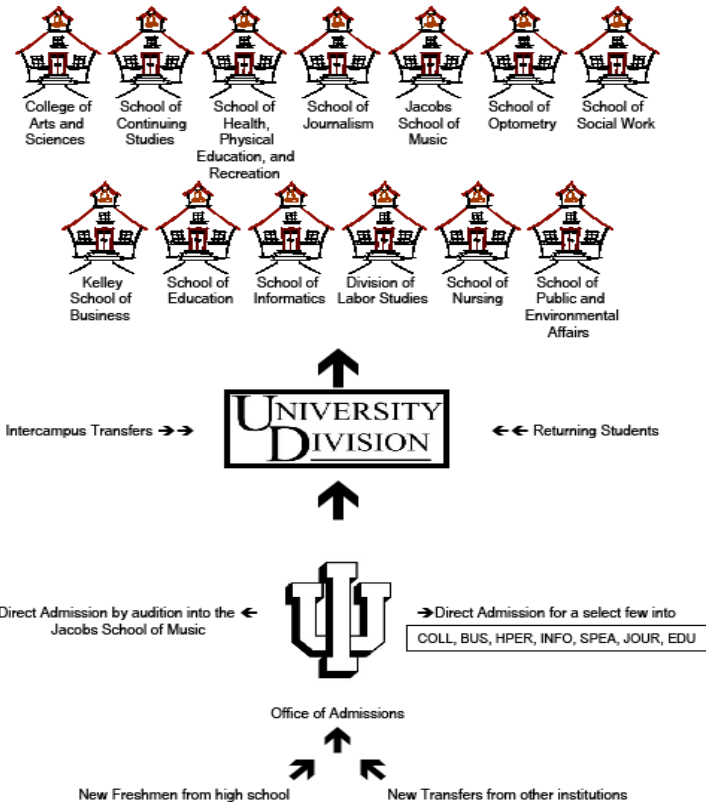 College of Arts and Sciences
School of Continuing Studies
School of Health, Physical Education, and Recreation
School of Journalism
Jacobs School of Music
School of Optometry
School of Social Work
Kelley School of Business
School of Education
School of Informatics
Division of Labor Studies
School of Nursing
School of Public and Environmental Affairs
Intercampus Transfers
UNIVERSITY
DIVISION
Returning Students
Direct Admission by audition into the
Jacobs School of Music
IU
Direct Admission for a select few into
COLL, BUS, HPER, INFO, SPEA, JOUR, EDU
Office of Admissions
New Freshmen from high school
New Transfers from other institutions